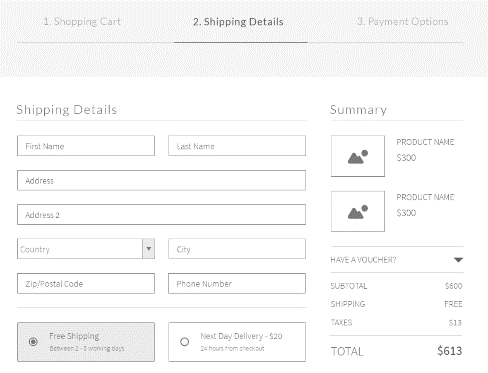 1. Shopping Cart
2. Shipping Details
3. Payment Options
Shipping Details
First Name
Last Name
Address
Address 2
Country
City
Zip/Postal Code
Phone Number
Free Shipping
Between 2 - 8 working days
Next Day Delivery - $20
24 hours from checkout
Summary
PRODUCT NAME
$300
PRODUCT NAME
$300
HAVE A VOUCHER?
SUBTOTAL $600
SHIPPING FREE
TAXES $13
TOTAL $613